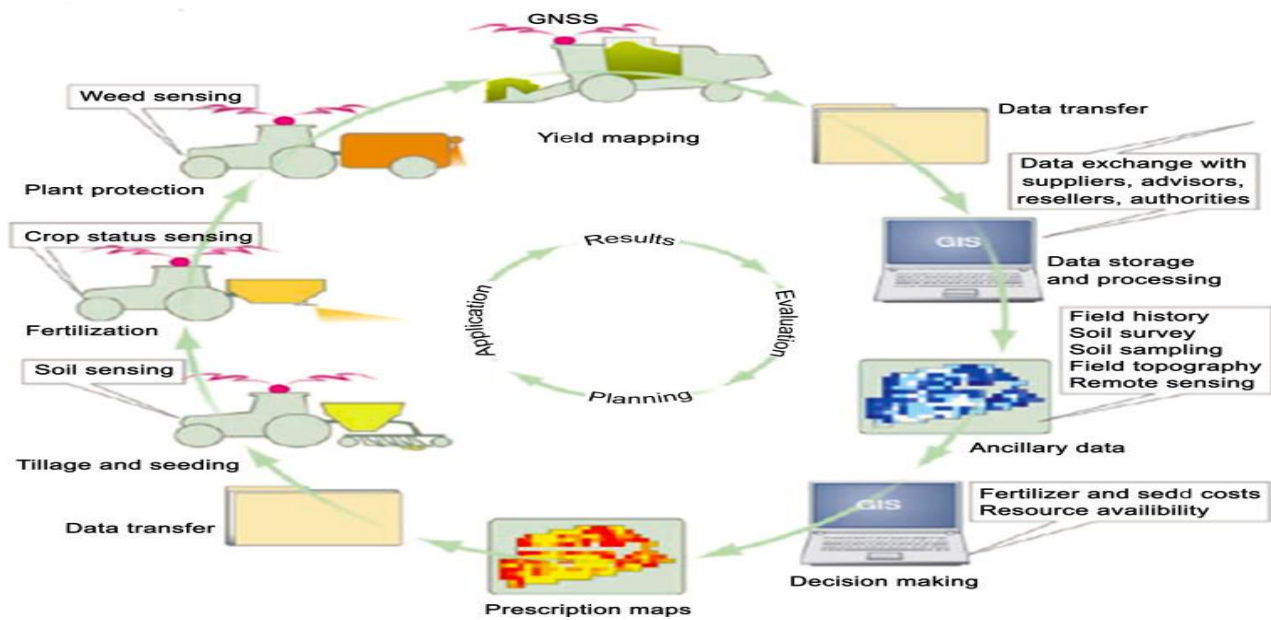 GNSS
Yield mapping
Data transfer
Data exchange with
suppliers, advisors,
resellers, authorities
GIS
Data storage
and processing
Field history
Soil survey
Soil sampling
Field topography
Remote sensing
Ancillary data
Fertilizer and sedd costs
Resource availibility
GIS
Decision making
Prescription maps
Data transfer
Soil sensing
Tillage and seeding
Crop status sensing
Fertilization
Weed sensing
Plant protection
Results
Evaluation
Planning
Application